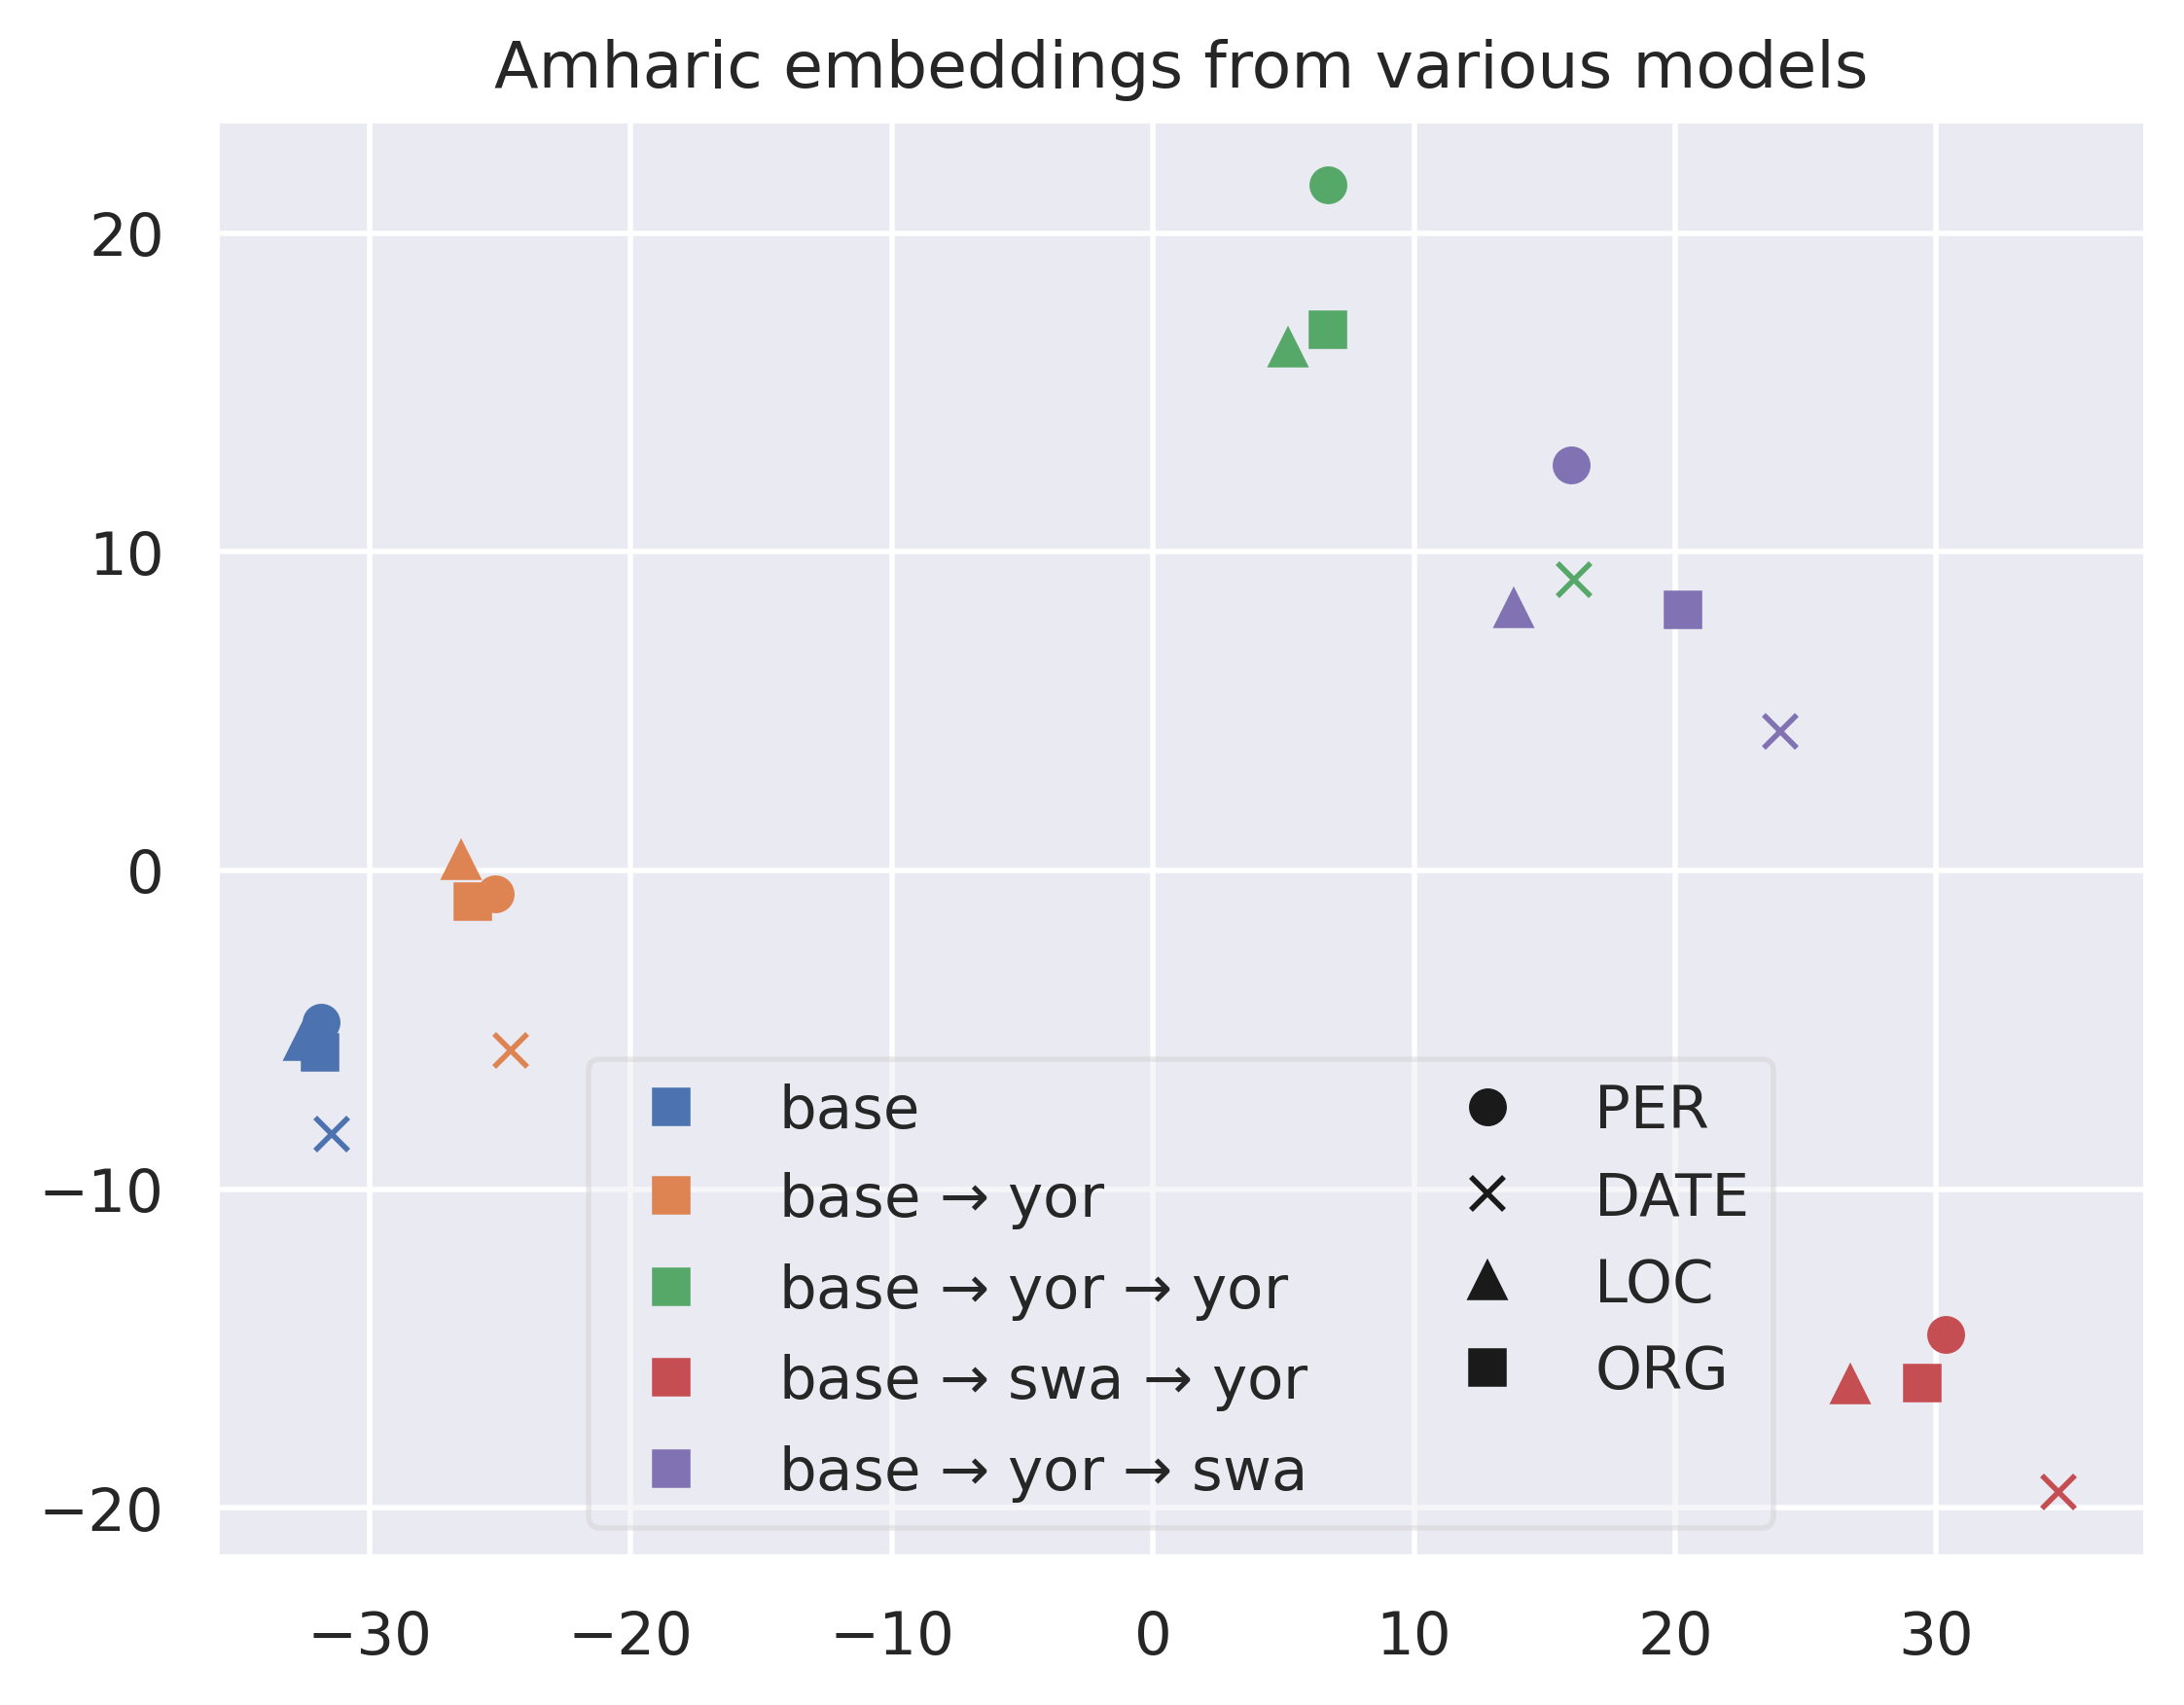 Amharic embeddings from various models
20
10
0
−10
−20
base
base → yor
base → yor → yor
base → swa → yor
base → yor → swa
PER
DATE
LOC
ORG
−30 −20 −10 0 10 20 30